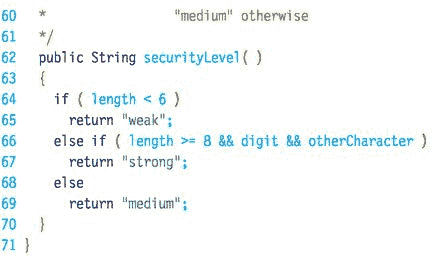 60 * "medium" otherwise
61 */
62 public String securityLevel( )
63 {
64 if ( length < 6 )
65 return "weak";
66 else if ( length >= 8 && digit && otherCharacter )
67 return "strong";
68 else
69 return "medium";
70 }
71 }